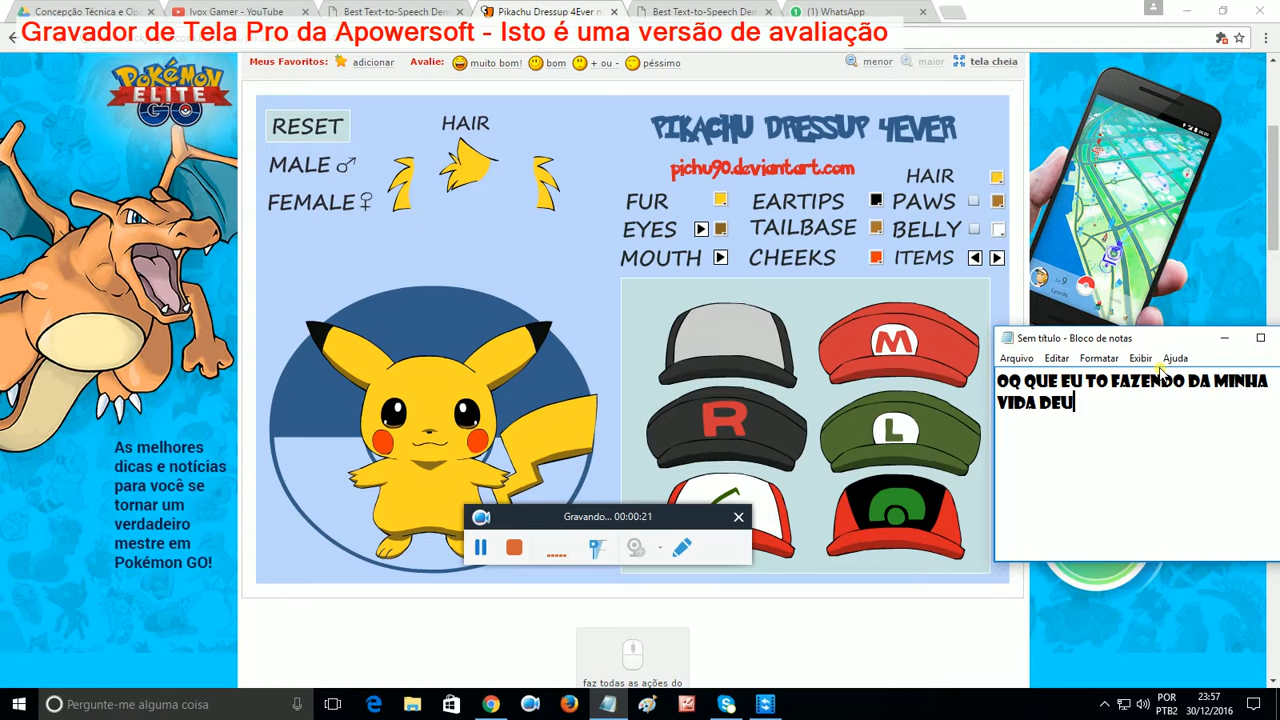 Concepção Técnica e Op
Ivox Gamer - YouTube
Best Text-to-Speech Dem
Pikachu Dressup 4Ever n
Best Text-to-Speech Dem
(1) WhatsApp
Gravador de Tela Pro da Apowersoft - Isto é uma versão de avaliação
Meus Favoritos: adicionar Avalie: muito bom! bom + ou - péssimo menor maior tela cheia
POKÉMON
ELITE
GO
RESET
MALE ♂
FEMALE ♀
HAIR
PIKACHU DRESSUP 4EVER
pichu90.deviantart.com
HAIR
FUR EARTIPS PAWS
EYES TAILBASE BELLY
MOUTH CHEEKS ITEMS
M
R
L
Sem título - Bloco de notas
Arquivo Editar Formatar Exibir Ajuda
OQ QUE EU TO FAZENDO DA MINHA
VIDA DEU
As melhores
dicas e notícias
para você se
tornar um
verdadeiro
mestre em
Pokémon GO!
Gravando... 00:00:21
faz todas as ações do
Pergunte-me alguma coisa
POR
PTB2
23:57
30/12/2016